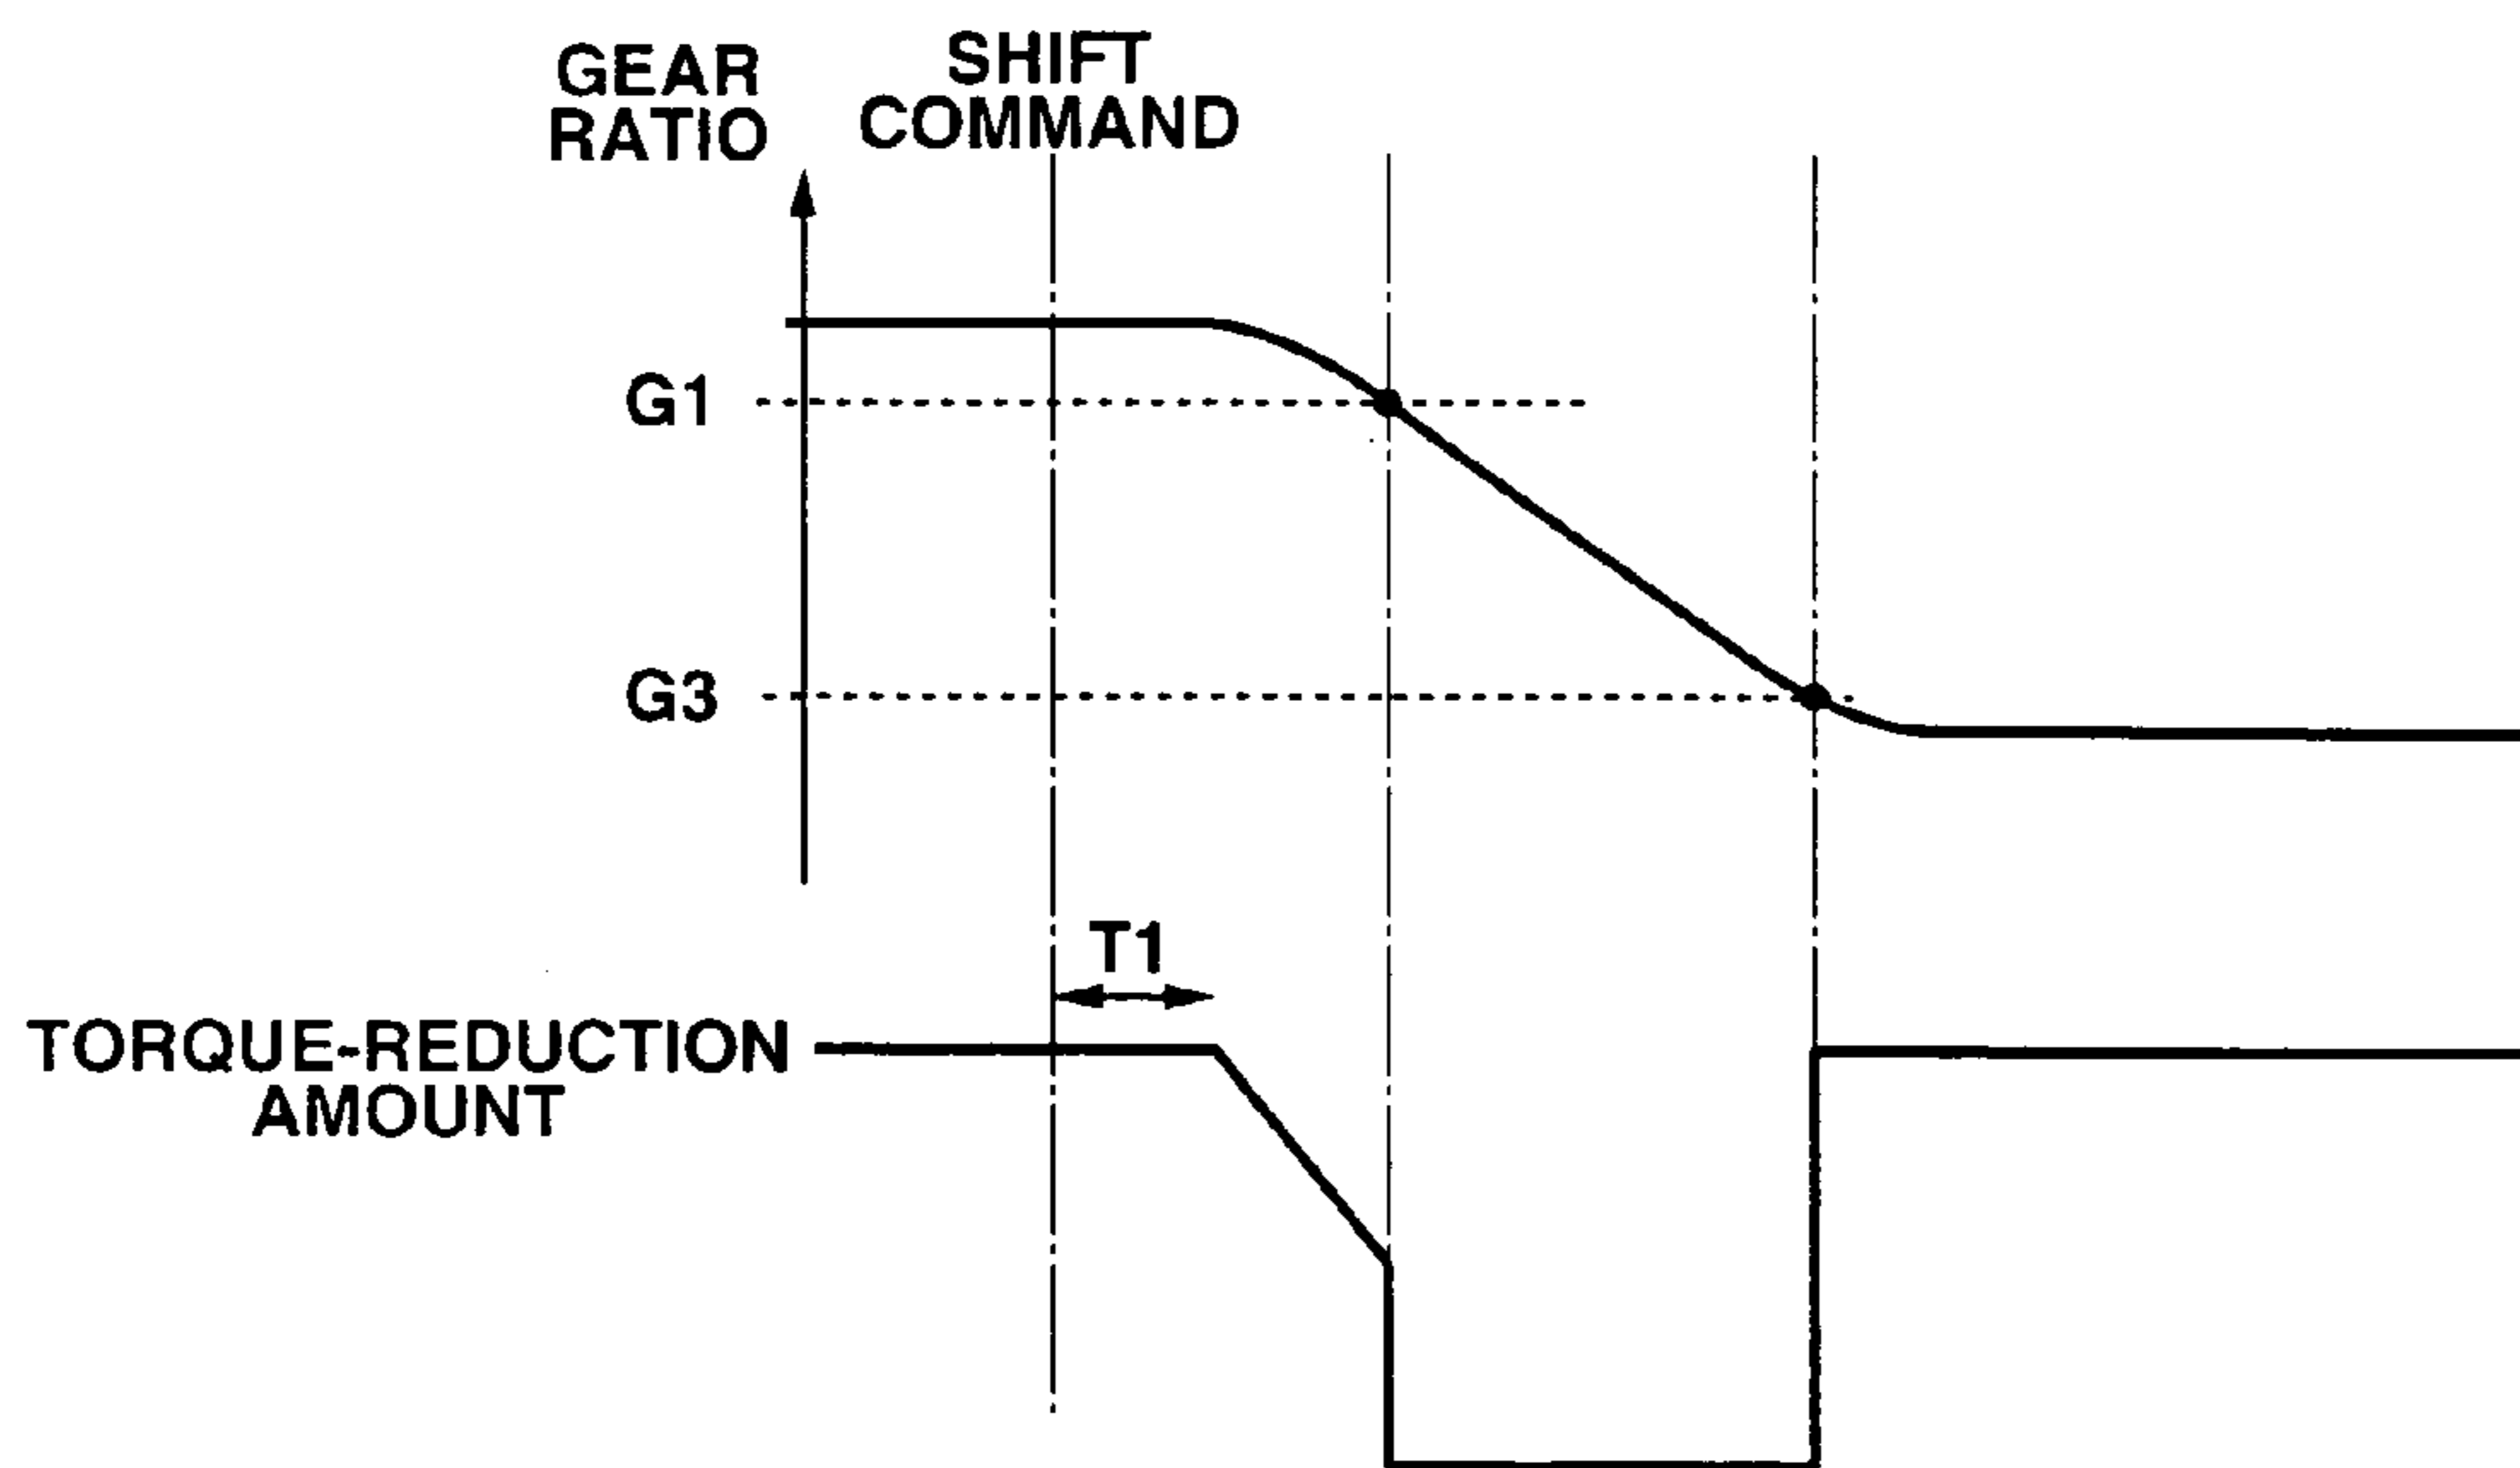 GEAR
RATIO
SHIFT
COMMAND
G1
G3
T1
TORQUE-REDUCTION
AMOUNT